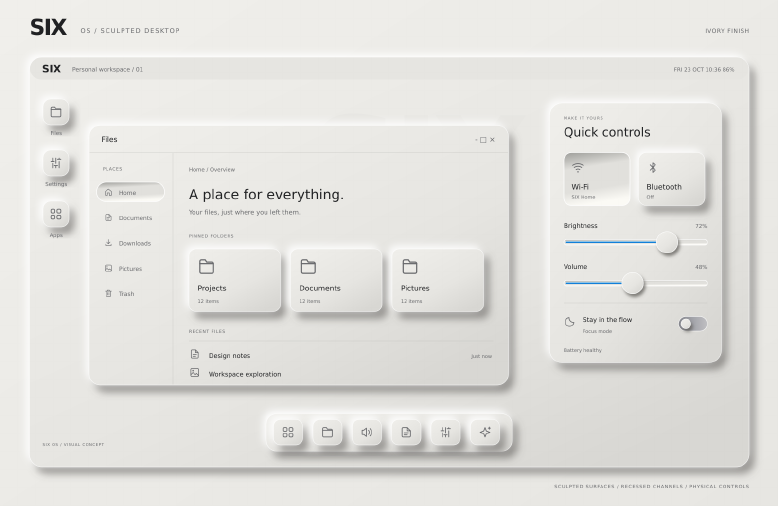 SIX
OS / SCULPTED DESKTOP
IVORY FINISH
SIX
Personal workspace / 01
FRI 23 OCT 10:36 86%
Files
Settings
Apps
Files
PLACES
Home
Documents
Downloads
Pictures
Trash
Home / Overview
A place for everything.
Your files, just where you left them.
PINNED FOLDERS
Projects
12 items
Documents
12 items
Pictures
12 items
RECENT FILES
Design notes
Just now
Workspace exploration
MAKE IT YOURS
Quick controls
Wi-Fi
SIX Home
Bluetooth
Off
Brightness
72%
Volume
48%
Stay in the flow
Focus mode
Battery healthy
SIX OS / VISUAL CONCEPT
SCULPTED SURFACES / RECESSED CHANNELS / PHYSICAL CONTROLS